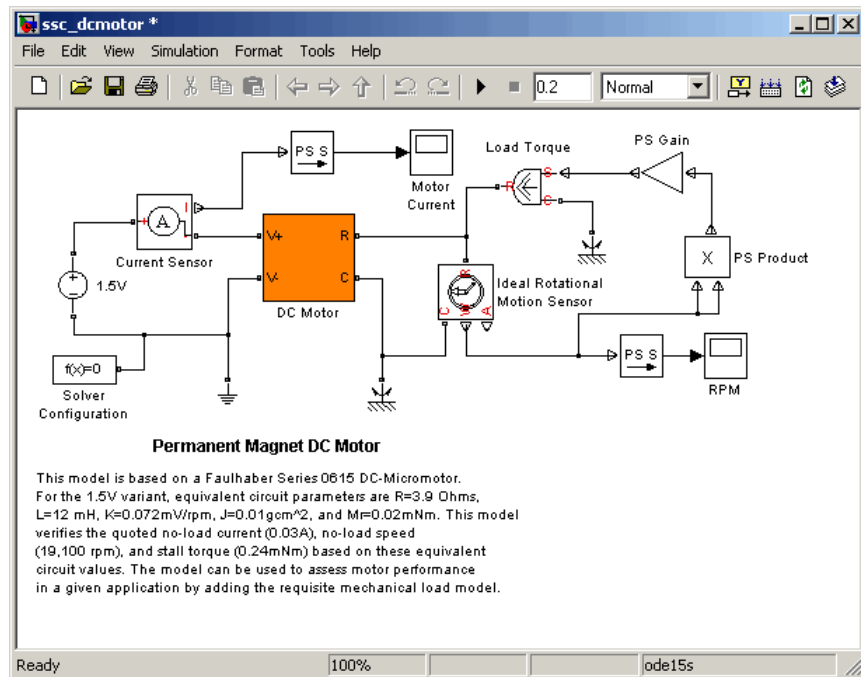 ssc_dcmotor *
File Edit View Simulation Format Tools Help
0.2 Normal
PS S
Load Torque
PS Gain
Motor
Current
R S
C
A
+ I
-
Current Sensor
V+ R
V- C
DC Motor
+
-
1.5V
R
C W A
Ideal Rotational
Motion Sensor
X
PS Product
f(x)=0
Solver
Configuration
PS S
RPM
Permanent Magnet DC Motor
This model is based on a Faulhaber Series 0615 DC-Micromotor.
For the 1.5V variant, equivalent circuit parameters are R=3.9 Ohms,
L=12 mH, K=0.072mV/rpm, J=0.01gcm^2, and Mr=0.02mNm. This model
verifies the quoted no-load current (0.03A), no-load speed
(19,100 rpm), and stall torque (0.24mNm) based on these equivalent
circuit values. The model can be used to assess motor performance
in a given application by adding the requisite mechanical load model.
Ready 100% ode15s